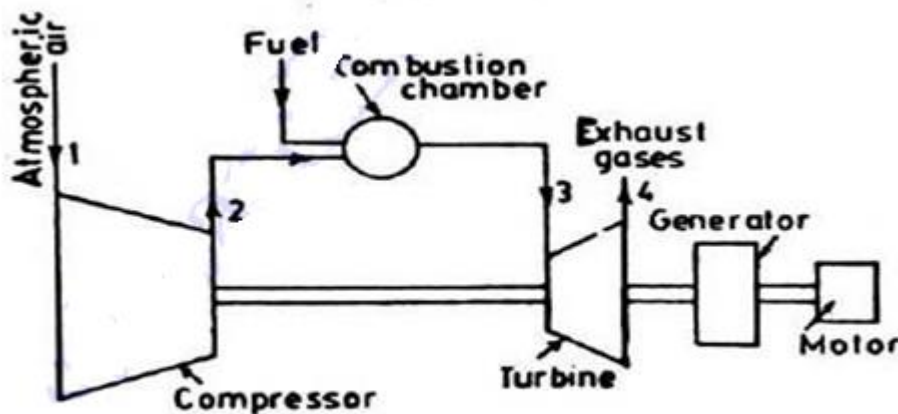 Atmospheric
air
1
Fuel
Combustion
chamber
2
3
Exhaust
gases
4
Generator
Motor
Turbine
Compressor